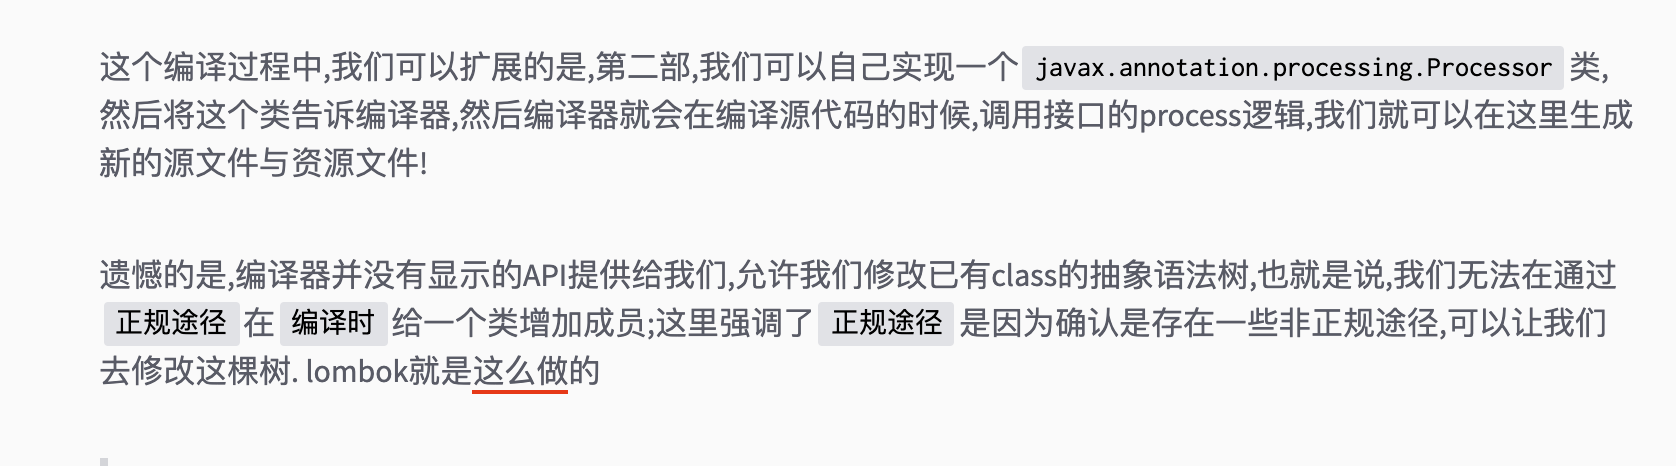 这个编译过程中,我们可以扩展的是,第二部,我们可以自己实现一个 javax.annotation.processing.Processor 类,
然后将这个类告诉编译器,然后编译器就会在编译源代码的时候,调用接口的process逻辑,我们就可以在这里生成
新的源文件与资源文件!
遗憾的是,编译器并没有显示的API提供给我们,允许我们修改已有class的抽象语法树,也就是说,我们无法在通过
正规途径 在 编译时 给一个类增加成员;这里强调了 正规途径 是因为确认是存在一些非正规途径,可以让我们
去修改这棵树. lombok就是这么做的